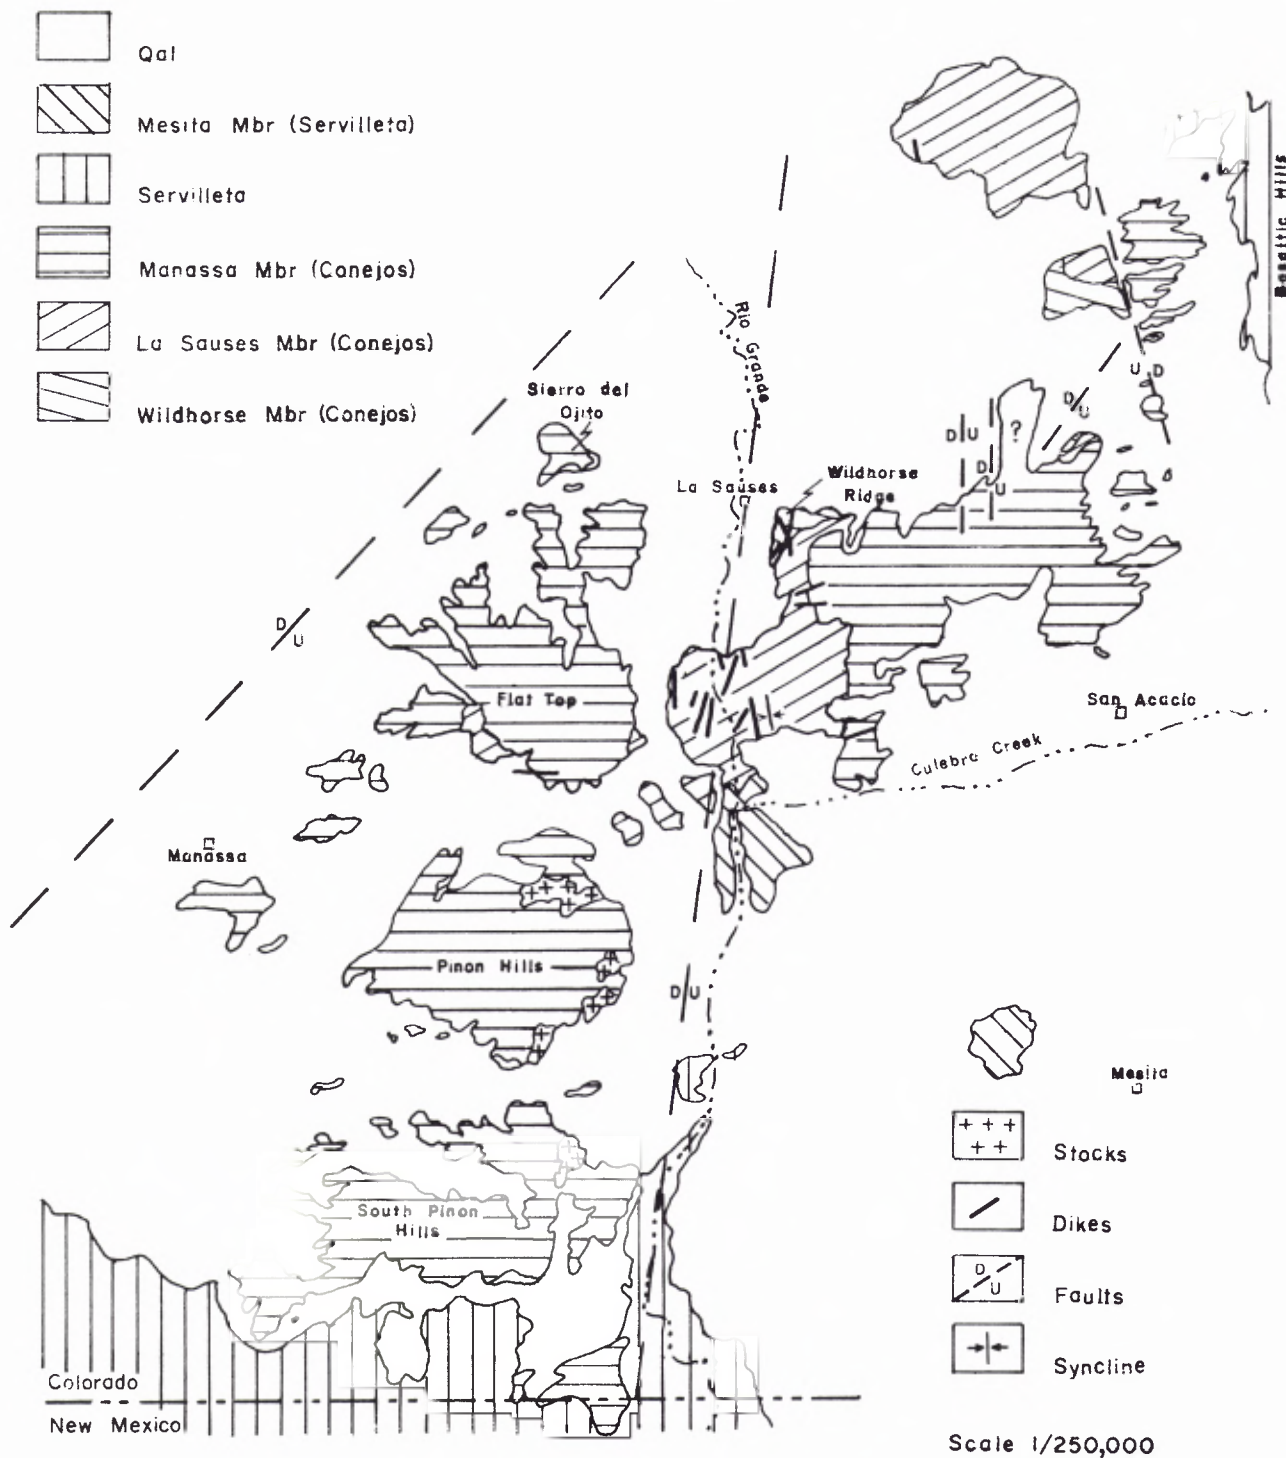 Qal
Mesita Mbr (Servilleta)
Servilleta
Manassa Mbr (Conejos)
La Sauses Mbr (Conejos)
Wildhorse Mbr (Conejos)
Basaltic Hills
Rio Grande
Sierro del
Ojito
U D
D/U
D U
?
D
U
La Sauses
Wildhorse
Ridge
D
U
Flat Top
San Acacio
Culebra Creek
Manassa
Pinon Hills
D/U
Mesita
+ + +
+ +
Stocks
Dikes
D
U
Faults
Syncline
South Pinon
Hills
Colorado
New Mexico
Scale 1/250,000